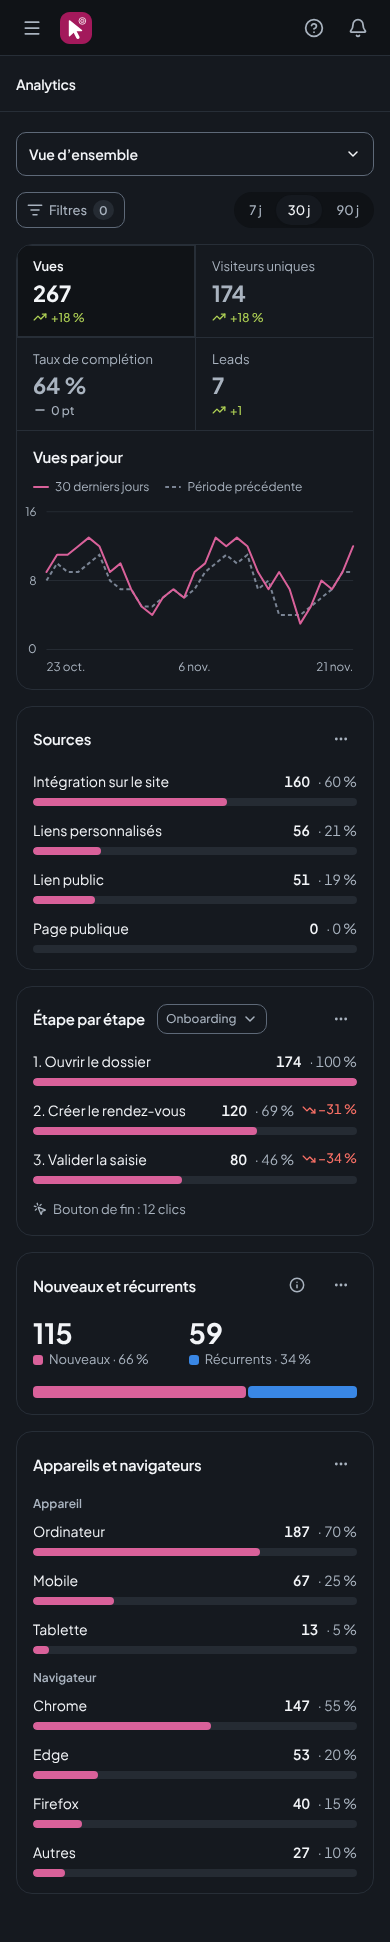 Analytics
Vue d’ensemble
Filtres 0
7 j 30 j 90 j
Vues
267
+18 %
Visiteurs uniques
174
+18 %
Taux de complétion
64 %
0 pt
Leads
7
+1
Vues par jour
30 derniers jours
Période précédente
16
8
0
23 oct. 6 nov. 21 nov.
Sources
Intégration sur le site 160 · 60 %
Liens personnalisés 56 · 21 %
Lien public 51 · 19 %
Page publique 0 · 0 %
Étape par étape Onboarding
1. Ouvrir le dossier 174 · 100 %
2. Créer le rendez-vous 120 · 69 % −31 %
3. Valider la saisie 80 · 46 % −34 %
Bouton de fin : 12 clics
Nouveaux et récurrents
115
Nouveaux · 66 %
59
Récurrents · 34 %
Appareils et navigateurs
Appareil
Ordinateur 187 · 70 %
Mobile 67 · 25 %
Tablette 13 · 5 %
Navigateur
Chrome 147 · 55 %
Edge 53 · 20 %
Firefox 40 · 15 %
Autres 27 · 10 %